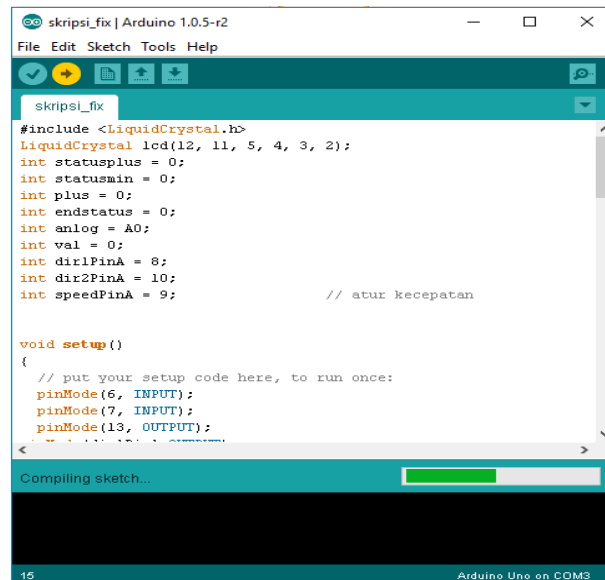 skripsi_fix | Arduino 1.0.5-r2
File Edit Sketch Tools Help
skripsi_fix
#include <LiquidCrystal.h>
LiquidCrystal lcd(12, 11, 5, 4, 3, 2);
int statusplus = 0;
int statusmin = 0;
int plus = 0;
int endstatus = 0;
int anlog = A0;
int val = 0;
int dir1PinA = 8;
int dir2PinA = 10;
int speedPinA = 9; // atur kecepatan
void setup()
{
// put your setup code here, to run once:
pinMode(6, INPUT);
pinMode(7, INPUT);
pinMode(13, OUTPUT);
Compiling sketch...
15 Arduino Uno on COM3